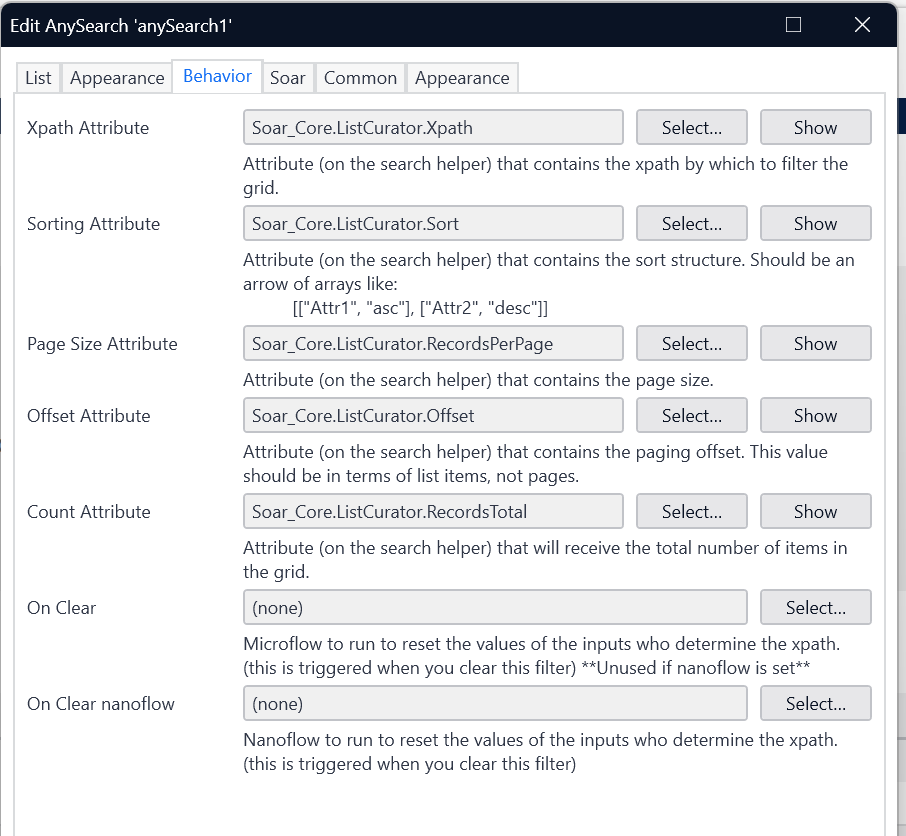 Edit AnySearch 'anySearch1'
List Appearance Behavior Soar Common Appearance
Xpath Attribute Soar_Core.ListCurator.Xpath Select... Show
Attribute (on the search helper) that contains the xpath by which to filter the
grid.
Sorting Attribute Soar_Core.ListCurator.Sort Select... Show
Attribute (on the search helper) that contains the sort structure. Should be an
arrow of arrays like:
[["Attr1", "asc"], ["Attr2", "desc"]]
Page Size Attribute Soar_Core.ListCurator.RecordsPerPage Select... Show
Attribute (on the search helper) that contains the page size.
Offset Attribute Soar_Core.ListCurator.Offset Select... Show
Attribute (on the search helper) that contains the paging offset. This value
should be in terms of list items, not pages.
Count Attribute Soar_Core.ListCurator.RecordsTotal Select... Show
Attribute (on the search helper) that will receive the total number of items in
the grid.
On Clear (none) Select...
Microflow to run to reset the values of the inputs who determine the xpath.
(this is triggered when you clear this filter) **Unused if nanoflow is set**
On Clear nanoflow (none) Select...
Nanoflow to run to reset the values of the inputs who determine the xpath.
(this is triggered when you clear this filter)